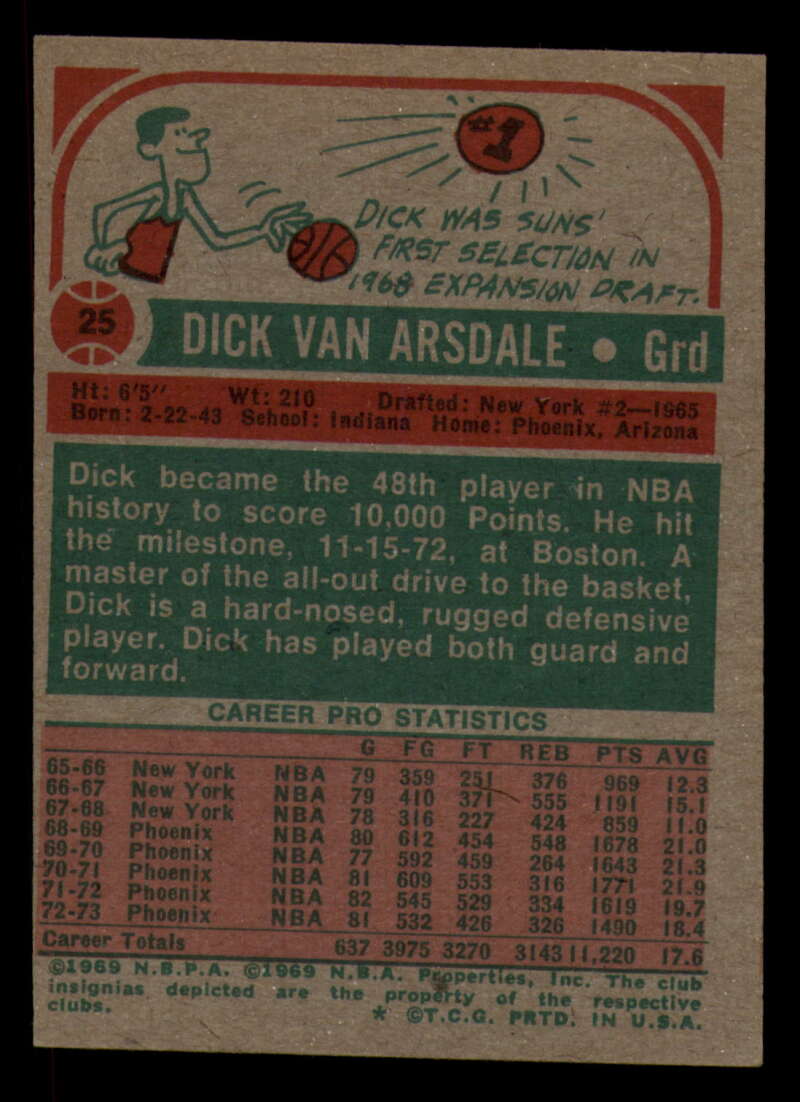 #1
DICK WAS SUNS'
FIRST SELECTION IN
1968 EXPANSION DRAFT.
25 DICK VAN ARSDALE • Grd
Ht: 6'5" Wt: 210 Drafted: New York #2—1965
Born: 2-22-43 School: Indiana Home: Phoenix, Arizona
Dick became the 48th player in NBA
history to score 10,000 Points. He hit
the milestone, 11-15-72, at Boston. A
master of the all-out drive to the basket,
Dick is a hard-nosed, rugged defensive
player. Dick has played both guard and
forward.
CAREER PRO STATISTICS
G FG FT REB PTS AVG
65-66 New York NBA 79 359 251 376 969 12.3
66-67 New York NBA 79 410 371 555 1191 15.1
67-68 New York NBA 78 316 227 424 859 11.0
68-69 Phoenix NBA 80 612 454 548 1678 21.0
69-70 Phoenix NBA 77 592 459 264 1643 21.3
70-71 Phoenix NBA 81 609 553 316 1771 21.9
71-72 Phoenix NBA 82 545 529 334 1619 19.7
72-73 Phoenix NBA 81 532 426 326 1490 18.4
Career Totals 637 3975 3270 3143 11,220 17.6
©1969 N.B.P.A. ©1969 N.B.A. Properties, Inc. The club
insignias depicted are the property of the respective
clubs. * ©T.C.G. PRTD. IN U.S.A.